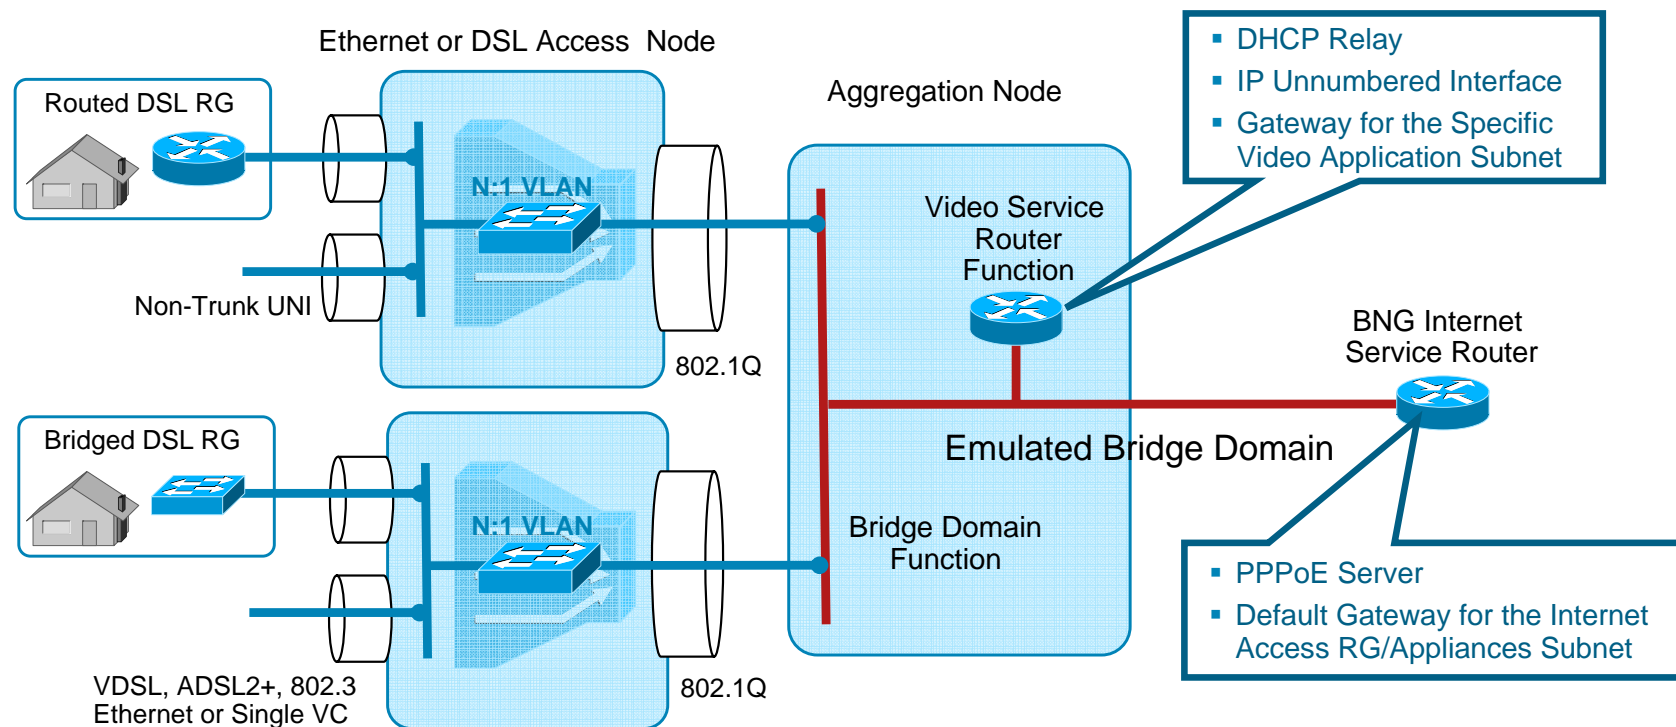 Ethernet or DSL Access Node
Routed DSL RG
N:1 VLAN
Non-Trunk UNI
802.1Q
Bridged DSL RG
N:1 VLAN
VDSL, ADSL2+, 802.3
Ethernet or Single VC
802.1Q
Aggregation Node
Video Service
Router
Function
Bridge Domain
Function
Emulated Bridge Domain
▪ DHCP Relay
▪ IP Unnumbered Interface
▪ Gateway for the Specific
Video Application Subnet
BNG Internet
Service Router
▪ PPPoE Server
▪ Default Gateway for the Internet
Access RG/Appliances Subnet